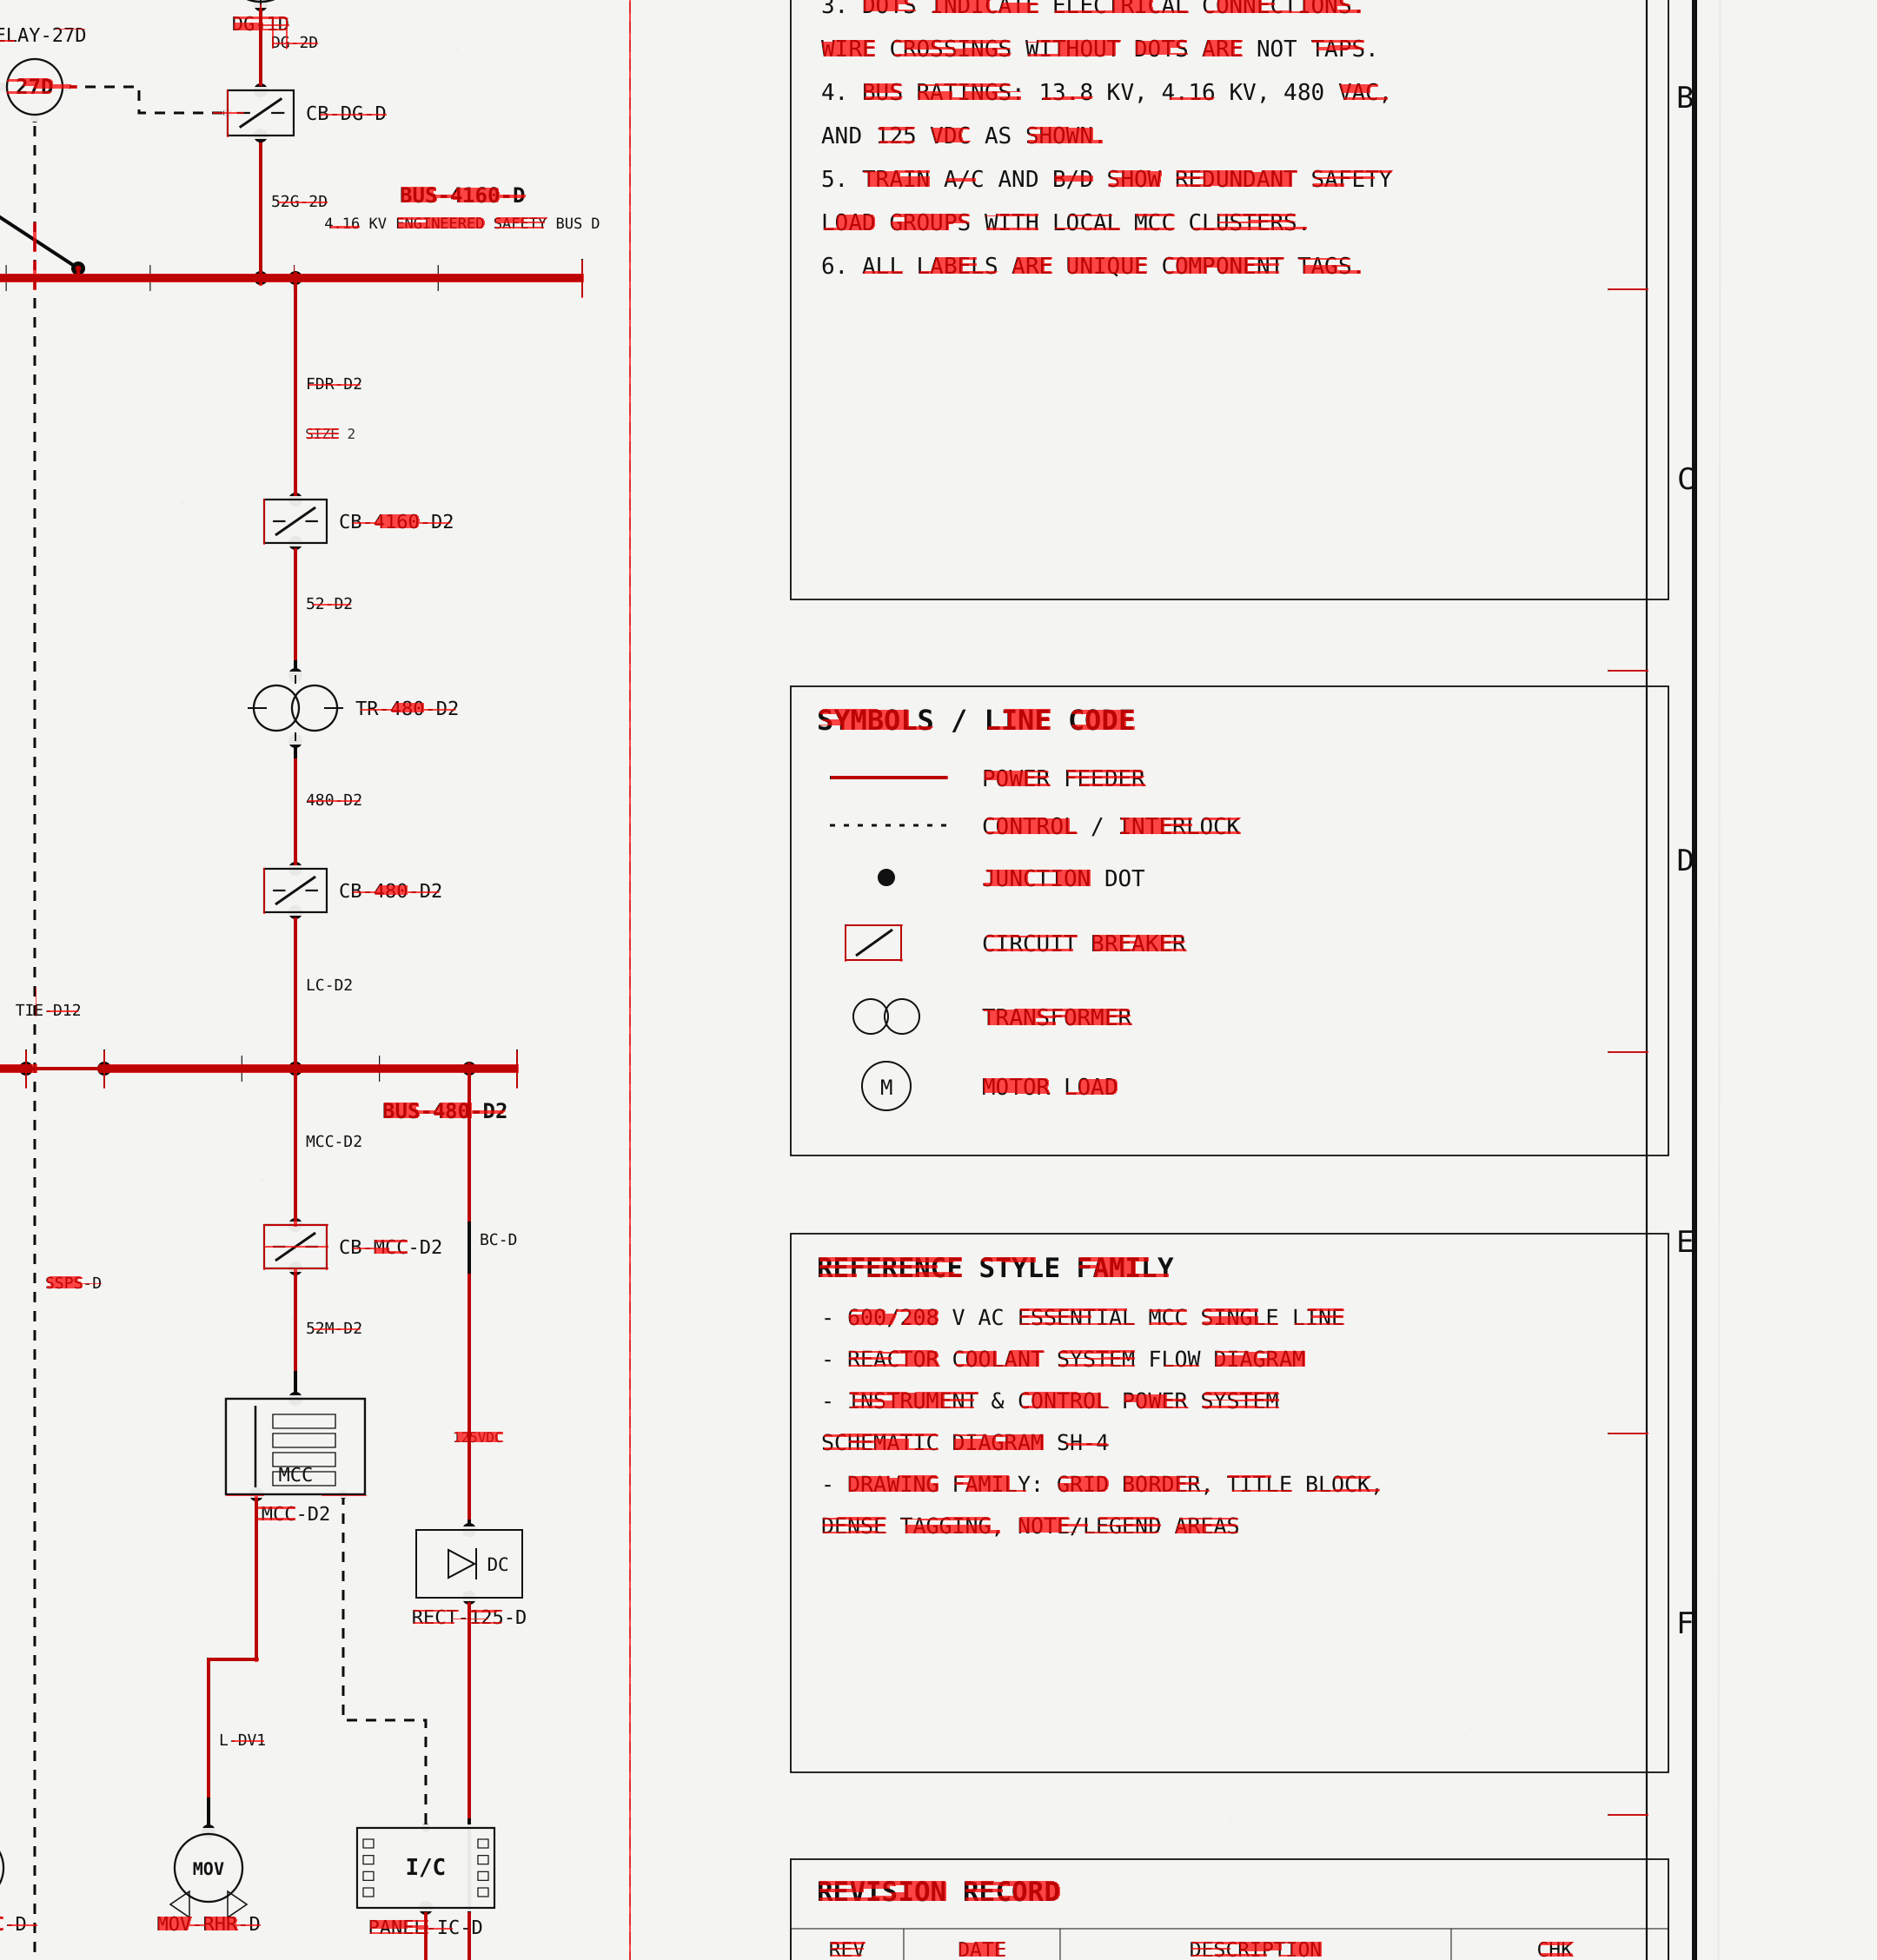 ELAY-27D
DG-1D
DG-2D
27D
CB-DG-D
52G-2D
BUS-4160-D
4.16 KV ENGINEERED SAFETY BUS D
FDR-D2
SIZE 2
CB-4160-D2
52-D2
TR-480-D2
480-D2
CB-480-D2
LC-D2
TIE-D12
BUS-480-D2
MCC-D2
CB-MCC-D2
BC-D
SSPS-D
52M-D2
125VDC
MCC
MCC-D2
DC
RECT-125-D
L-DV1
MOV
I/C
C-D
MOV-RHR-D
PANEL-IC-D
3. DOTS INDICATE ELECTRICAL CONNECTIONS.
WIRE CROSSINGS WITHOUT DOTS ARE NOT TAPS.
4. BUS RATINGS: 13.8 KV, 4.16 KV, 480 VAC,
AND 125 VDC AS SHOWN.
5. TRAIN A/C AND B/D SHOW REDUNDANT SAFETY
LOAD GROUPS WITH LOCAL MCC CLUSTERS.
6. ALL LABELS ARE UNIQUE COMPONENT TAGS.
SYMBOLS / LINE CODE
POWER FEEDER
CONTROL / INTERLOCK
JUNCTION DOT
CIRCUIT BREAKER
TRANSFORMER
M
MOTOR LOAD
REFERENCE STYLE FAMILY
- 600/208 V AC ESSENTIAL MCC SINGLE LINE
- REACTOR COOLANT SYSTEM FLOW DIAGRAM
- INSTRUMENT & CONTROL POWER SYSTEM
SCHEMATIC DIAGRAM SH-4
- DRAWING FAMILY: GRID BORDER, TITLE BLOCK,
DENSE TAGGING, NOTE/LEGEND AREAS
REVISION RECORD
REV DATE DESCRIPTION CHK
B
C
D
E
F